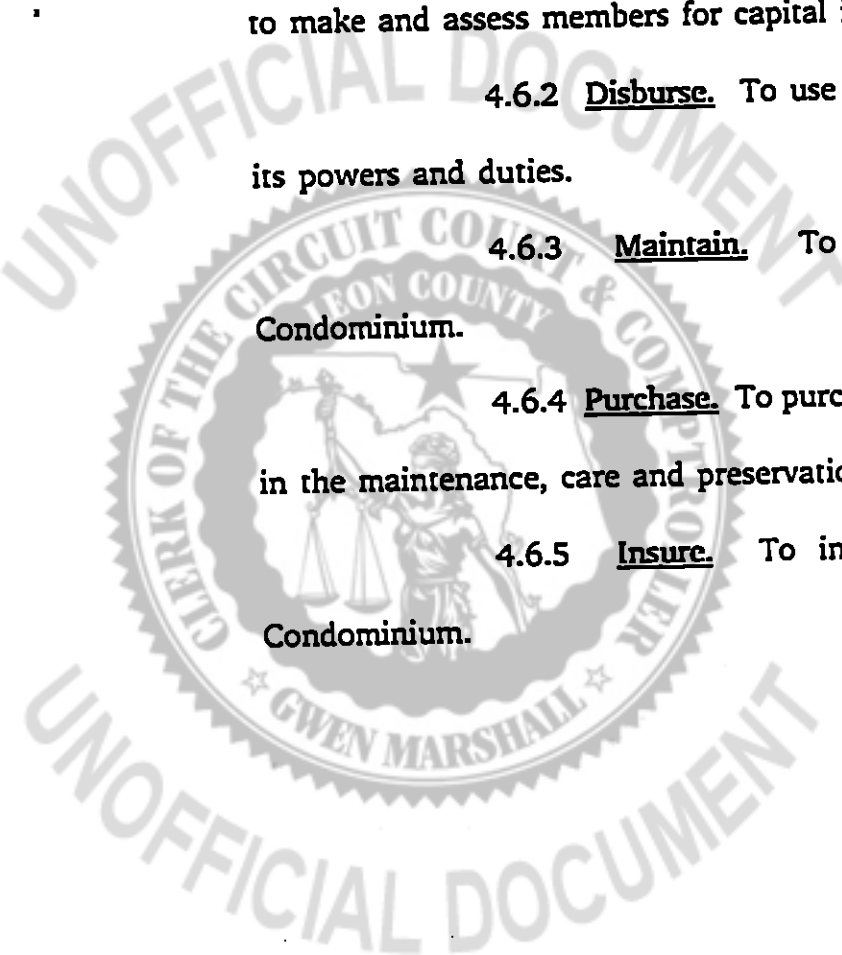 to make and assess members for capital
4.6.2 Disburse. To use
its powers and duties.
4.6.3 Maintain. To
Condominium.
4.6.4 Purchase. To purc
in the maintenance, care and preservatio
4.6.5 Insure. To in
Condominium.
UNOFFICIAL DOCUMENT
CLERK OF THE CIRCUIT COURT & COMPTROLLER
LEON COUNTY
GWEN MARSHALL
UNOFFICIAL DOCUMENT